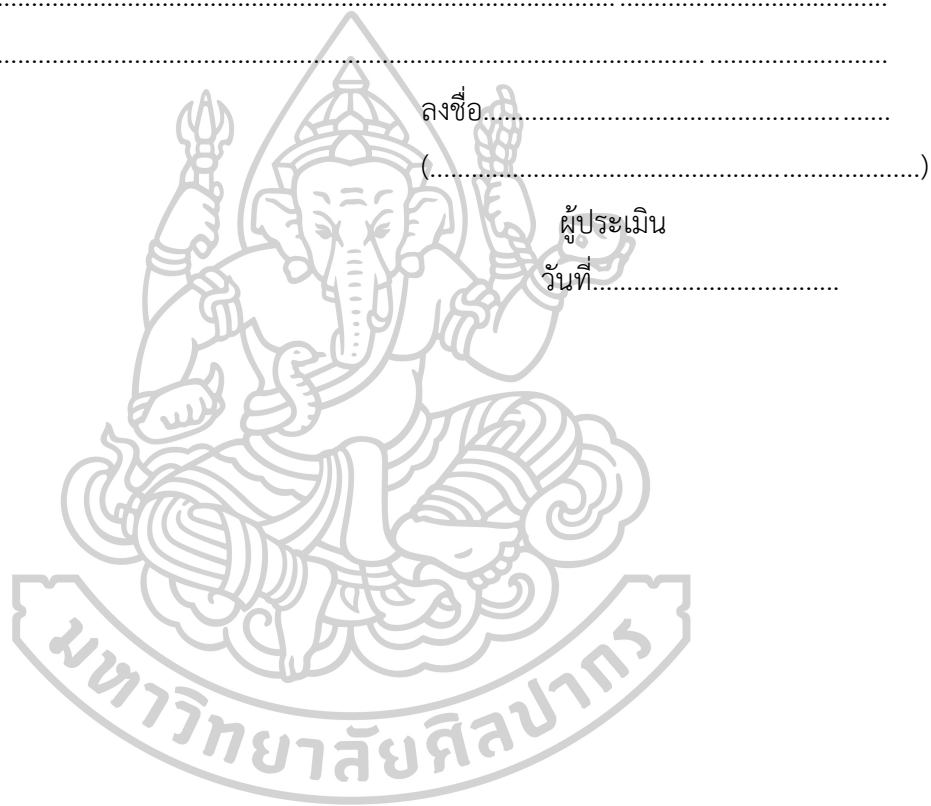 ................................................................................................ ..........................................
.............................................................................................................. ............................
ลงชื่อ.................................................... .......
(..................................................... .....................)
ผู้ประเมิน
วันที่....................................
มหาวิทยาลัยศิลปากร